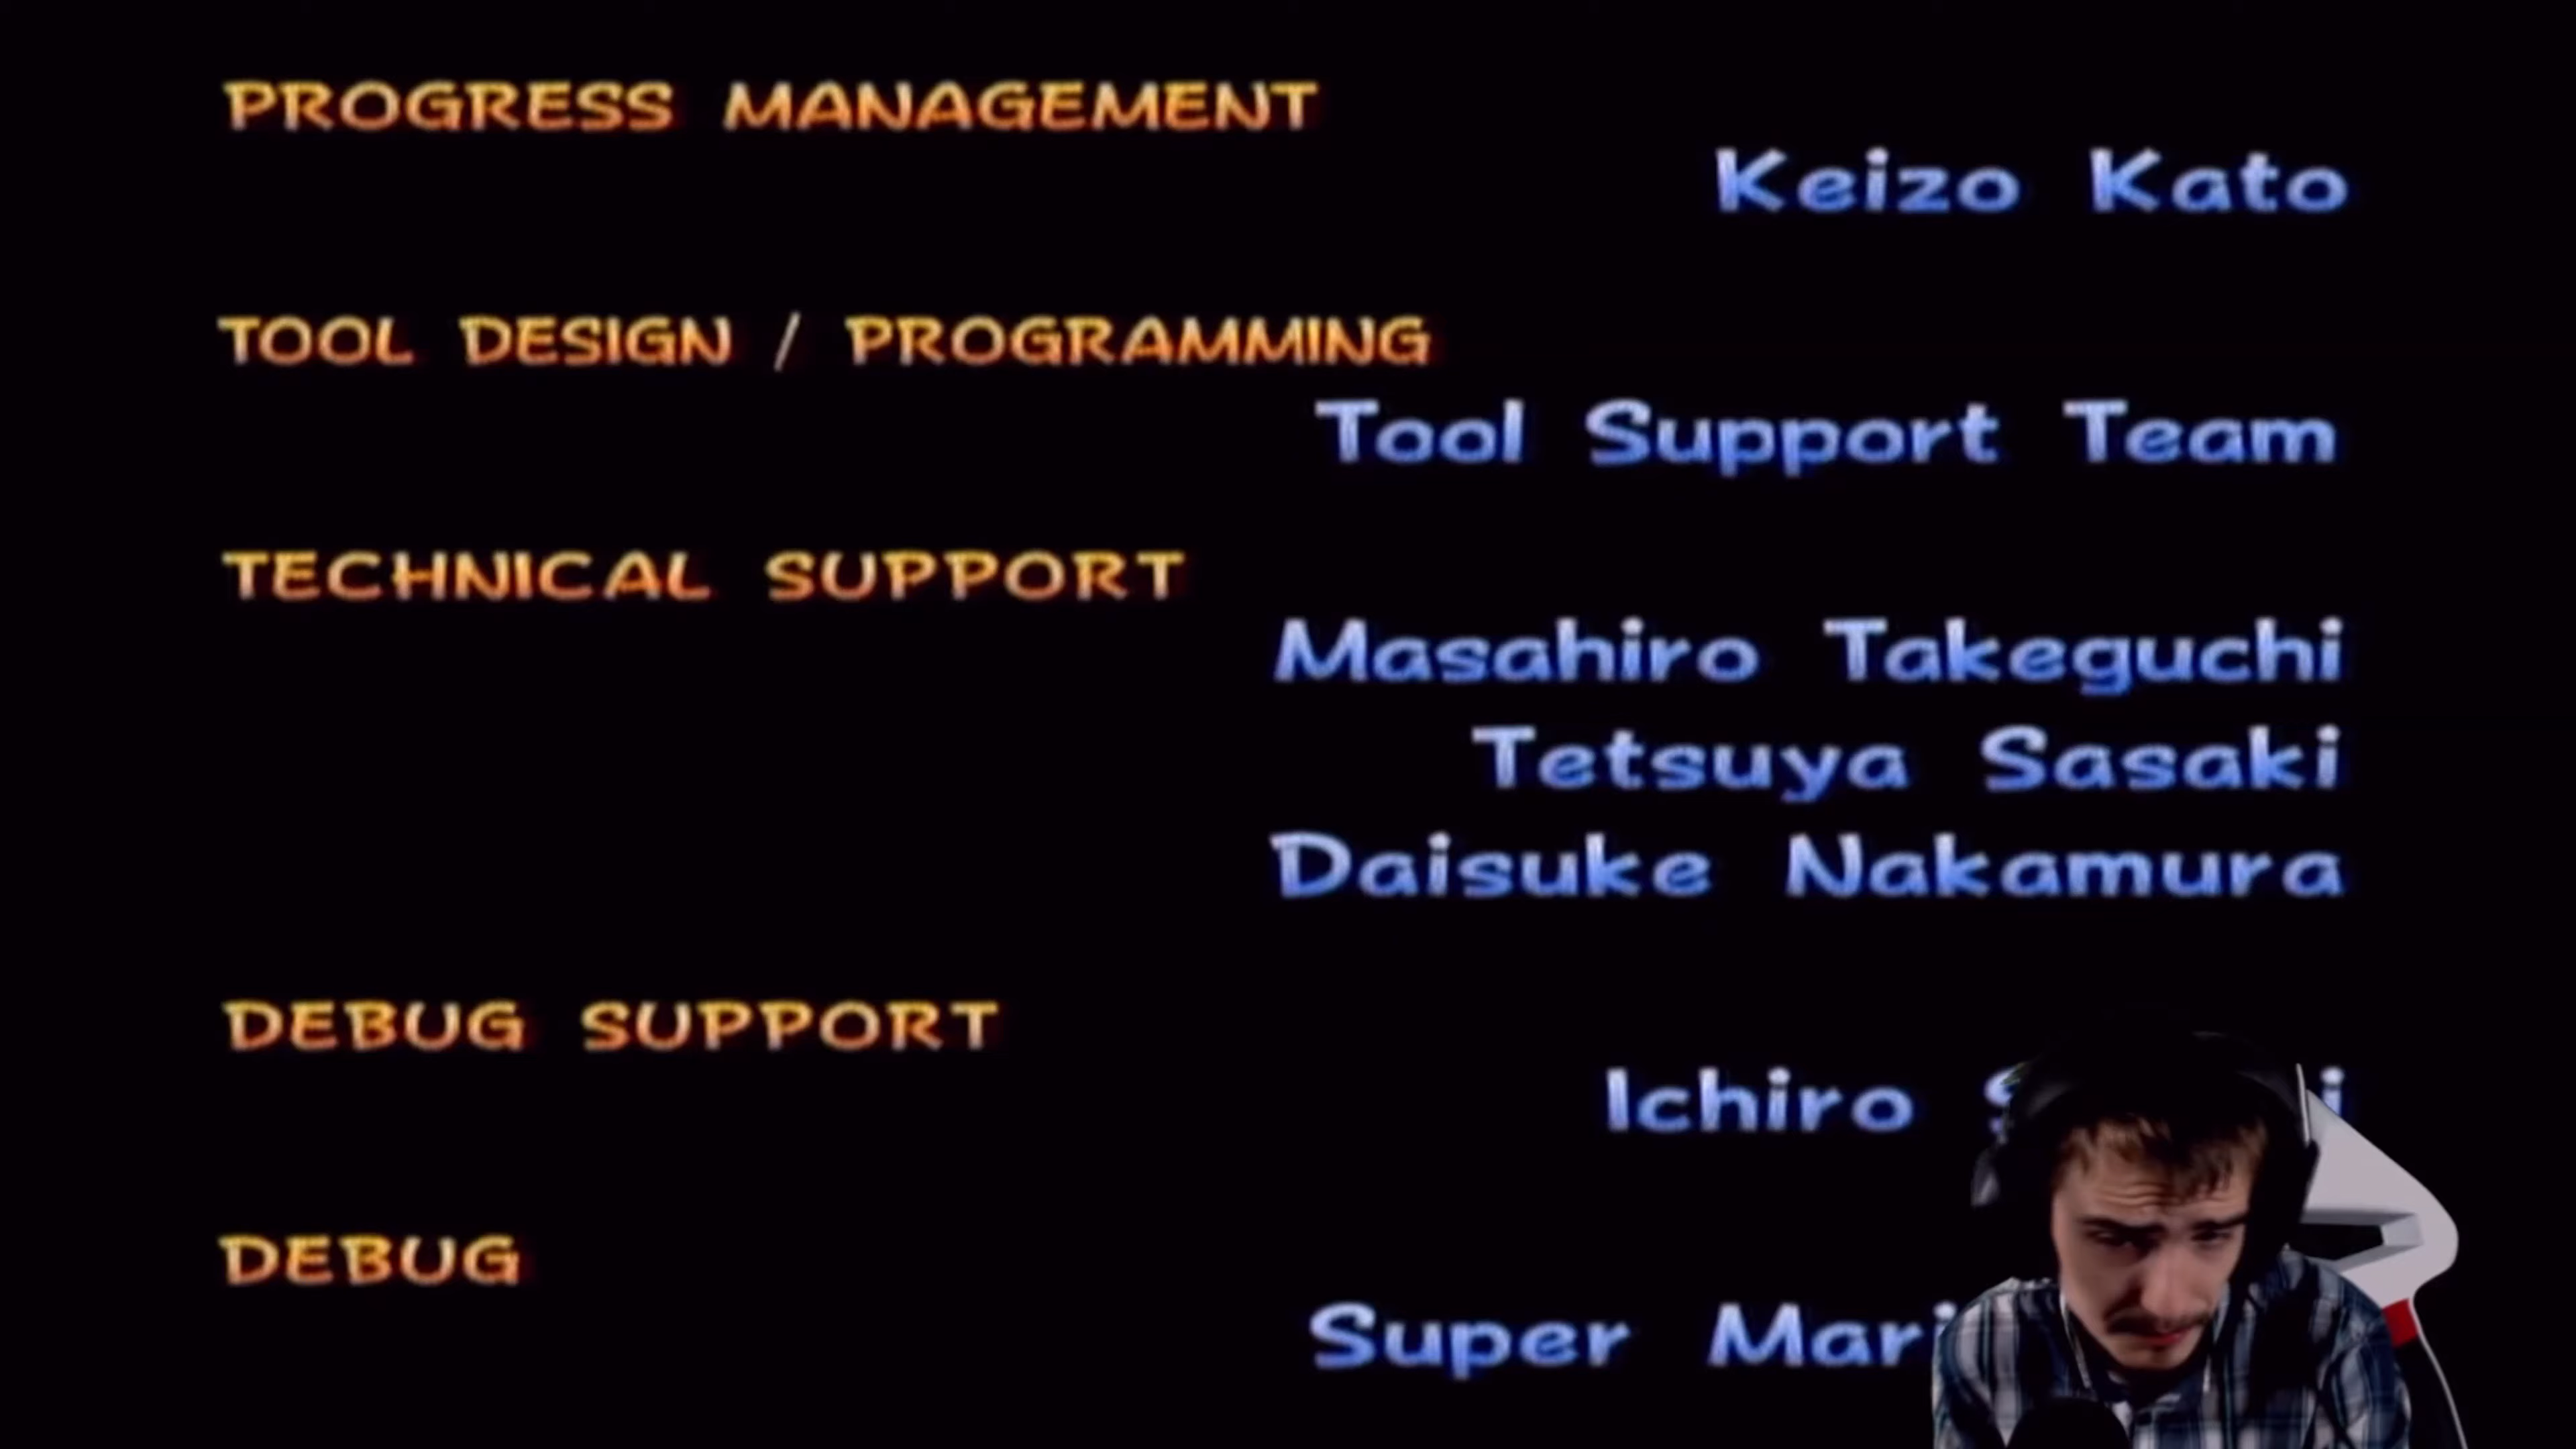 PROGRESS MANAGEMENT
Keizo Kato
TOOL DESIGN / PROGRAMMING
Tool Support Team
TECHNICAL SUPPORT
Masahiro Takeguchi
Tetsuya Sasaki
Daisuke Nakamura
DEBUG SUPPORT
Ichiro
DEBUG
Super